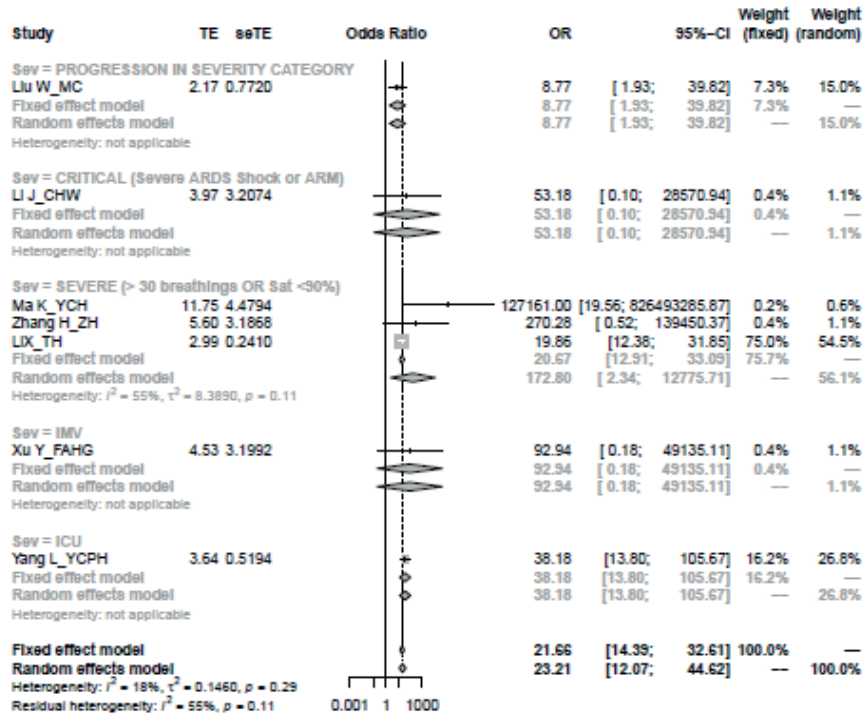 Weight Weight
Study TE seTE Odds Ratio OR 95%-CI (fixed) (random)
Sev = PROGRESSION IN SEVERITY CATEGORY
Liu W_MC 2.17 0.7720 8.77 [ 1.93; 39.82] 7.3% 15.0%
Fixed effect model 8.77 [ 1.93; 39.82] 7.3% —
Random effects model 8.77 [ 1.93; 39.82] — 15.0%
Heterogeneity: not applicable
Sev = CRITICAL (Severe ARDS Shock or ARM)
LI J_CHW 3.97 3.2074 53.18 [ 0.10; 28570.94] 0.4% 1.1%
Fixed effect model 53.18 [ 0.10; 28570.94] 0.4% —
Random effects model 53.18 [ 0.10; 28570.94] — 1.1%
Heterogeneity: not applicable
Sev = SEVERE (> 30 breathings OR Sat <90%)
Ma K_YCH 11.75 4.4794 127161.00 [19.56; 826493285.87] 0.2% 0.6%
Zhang H_ZH 5.60 3.1868 270.28 [ 0.52; 139450.37] 0.4% 1.1%
LIX_TH 2.99 0.2410 19.86 [12.38; 31.85] 75.0% 54.5%
Fixed effect model 20.67 [12.91; 33.09] 75.7% —
Random effects model 172.80 [ 2.34; 12775.71] — 56.1%
Heterogeneity: I² = 55%, τ² = 8.3890, p = 0.11
Sev = IMV
Xu Y_FAHG 4.53 3.1992 92.94 [ 0.18; 49135.11] 0.4% 1.1%
Fixed effect model 92.94 [ 0.18; 49135.11] 0.4% —
Random effects model 92.94 [ 0.18; 49135.11] — 1.1%
Heterogeneity: not applicable
Sev = ICU
Yang L_YCPH 3.64 0.5194 38.18 [13.80; 105.67] 16.2% 26.8%
Fixed effect model 38.18 [13.80; 105.67] 16.2% —
Random effects model 38.18 [13.80; 105.67] — 26.8%
Heterogeneity: not applicable
Fixed effect model 21.66 [14.39; 32.61] 100.0% —
Random effects model 23.21 [12.07; 44.62] — 100.0%
Heterogeneity: I² = 18%, τ² = 0.1460, p = 0.29
Residual heterogeneity: I² = 55%, p = 0.11 0.001 1 1000